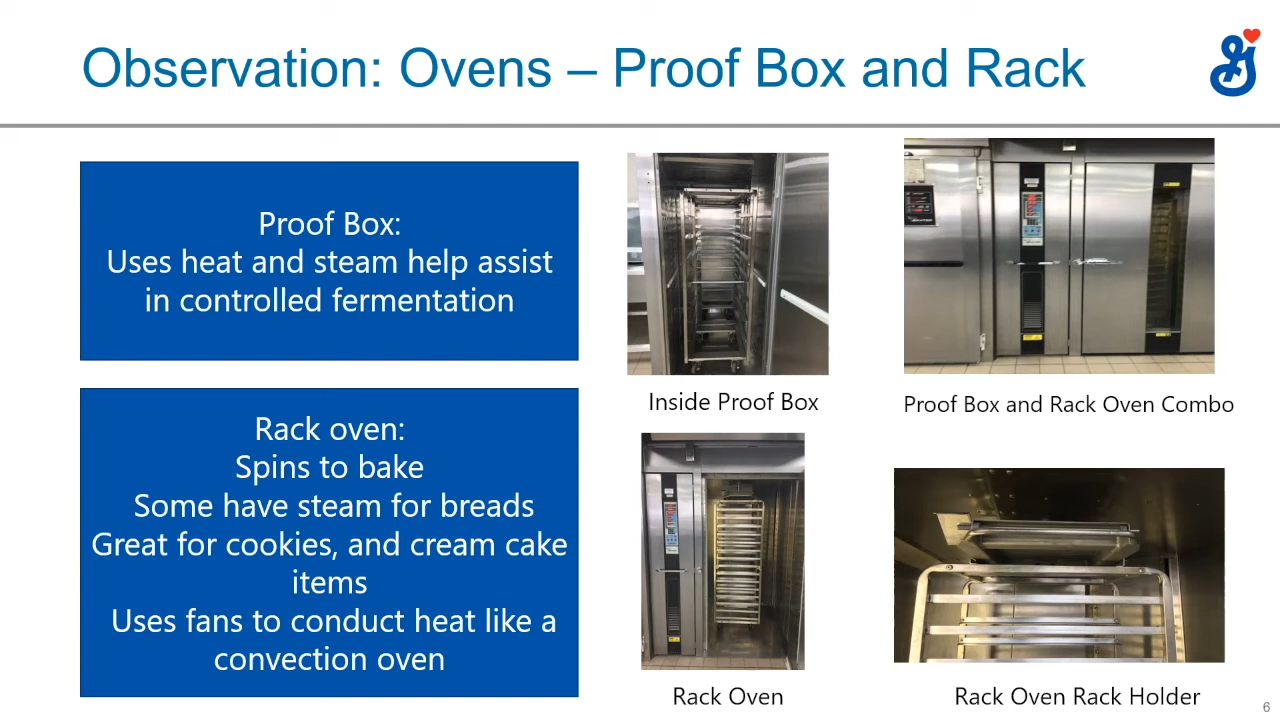 Observation: Ovens – Proof Box and Rack
Proof Box:
Uses heat and steam help assist
in controlled fermentation
Rack oven:
Spins to bake
Some have steam for breads
Great for cookies, and cream cake
items
Uses fans to conduct heat like a
convection oven
Inside Proof Box
Proof Box and Rack Oven Combo
Rack Oven
Rack Oven Rack Holder
6